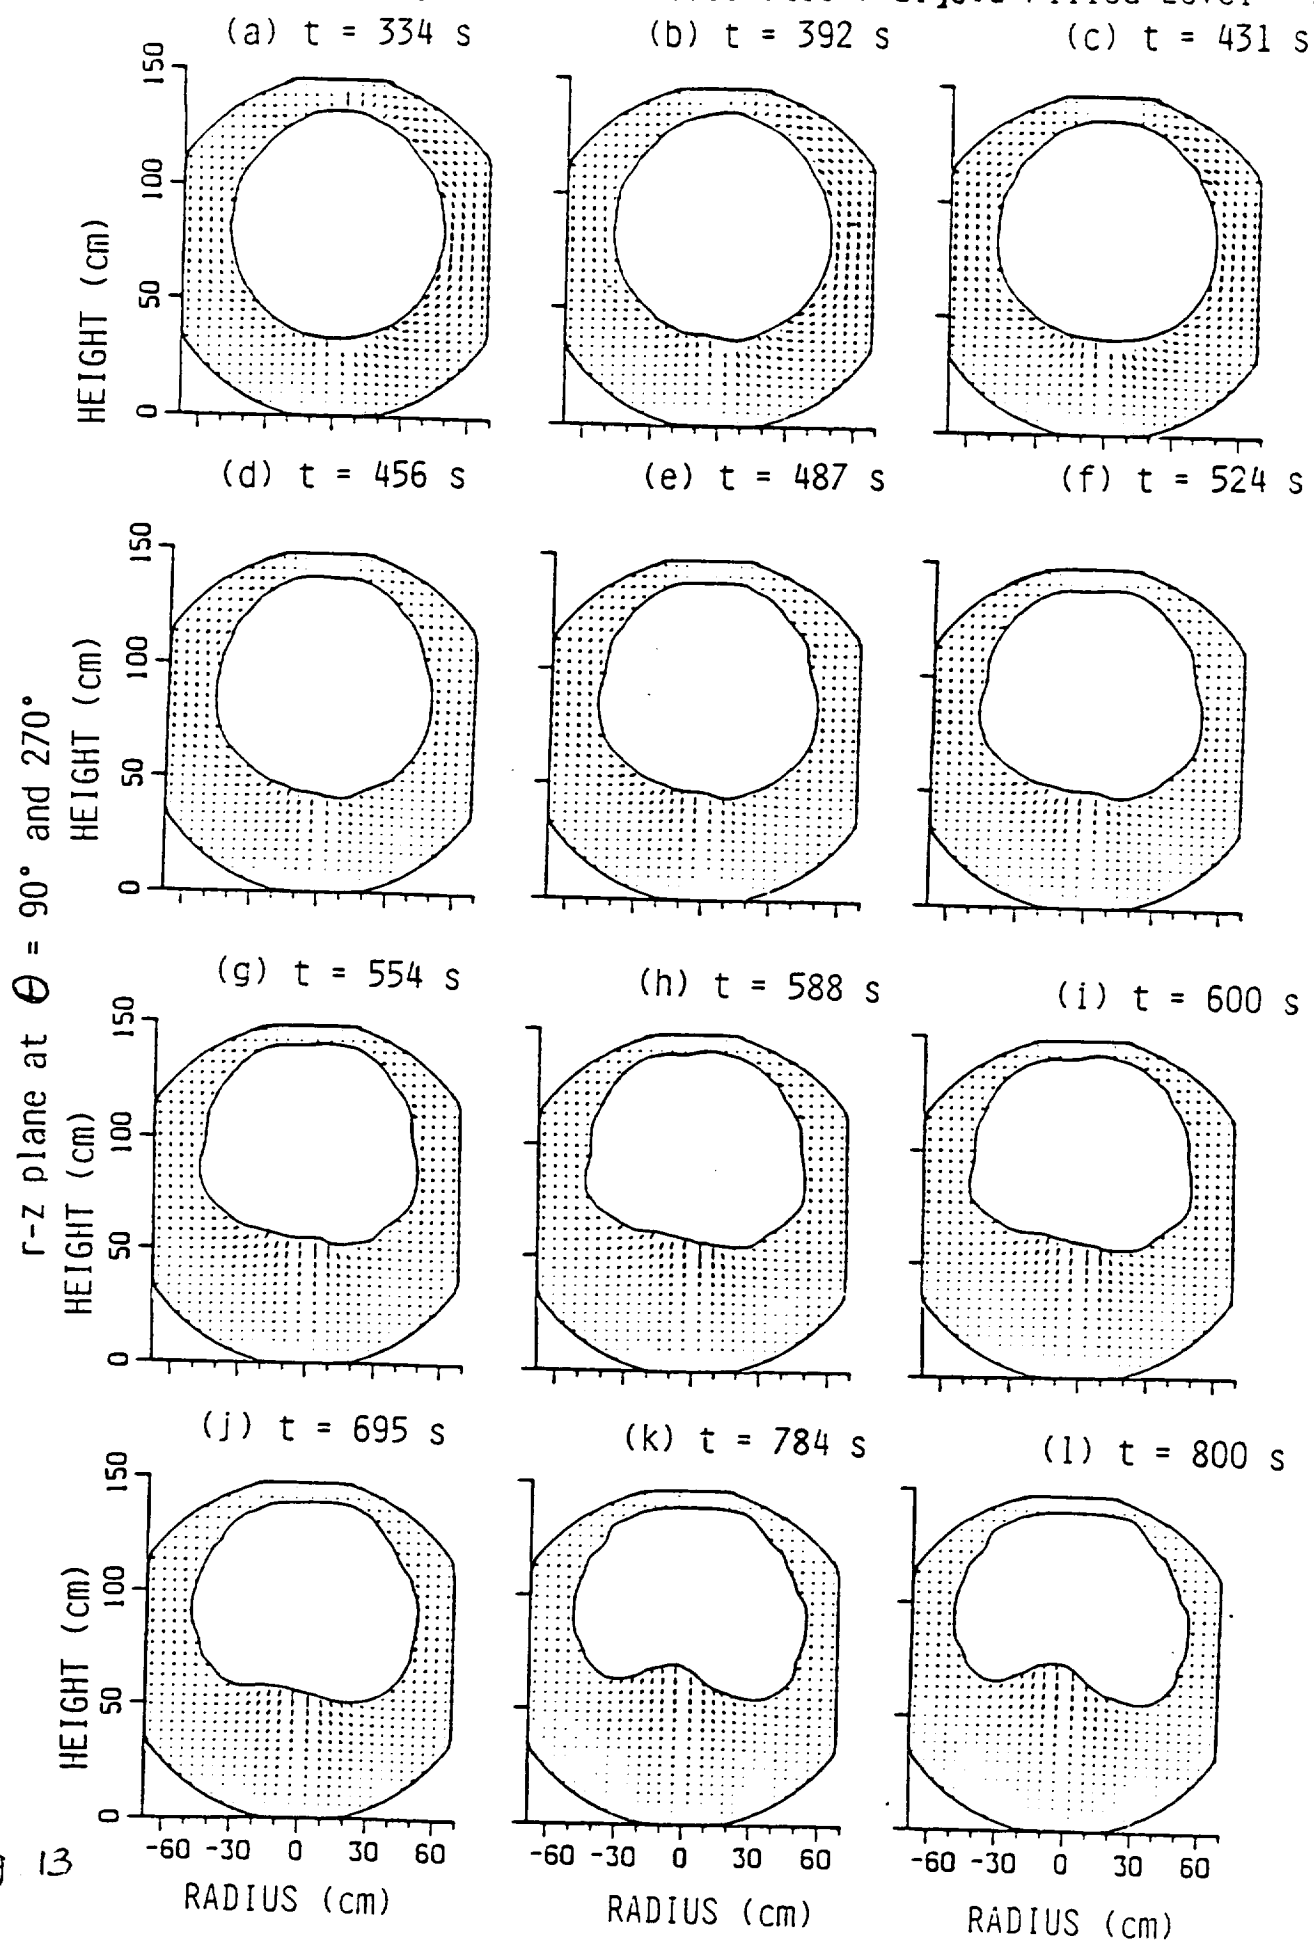 Filled Level
(a) t = 334 s
(b) t = 392 s
(c) t = 431 s
150
100
50
0
HEIGHT (cm)
(d) t = 456 s
(e) t = 487 s
(f) t = 524 s
150
100
50
0
HEIGHT (cm)
r-z plane at θ = 90° and 270°
(g) t = 554 s
(h) t = 588 s
(i) t = 600 s
150
100
50
0
HEIGHT (cm)
(j) t = 695 s
(k) t = 784 s
(l) t = 800 s
150
100
50
0
HEIGHT (cm)
-60 -30 0 30 60
-60 -30 0 30 60
-60 -30 0 30 60
13
RADIUS (cm)
RADIUS (cm)
RADIUS (cm)